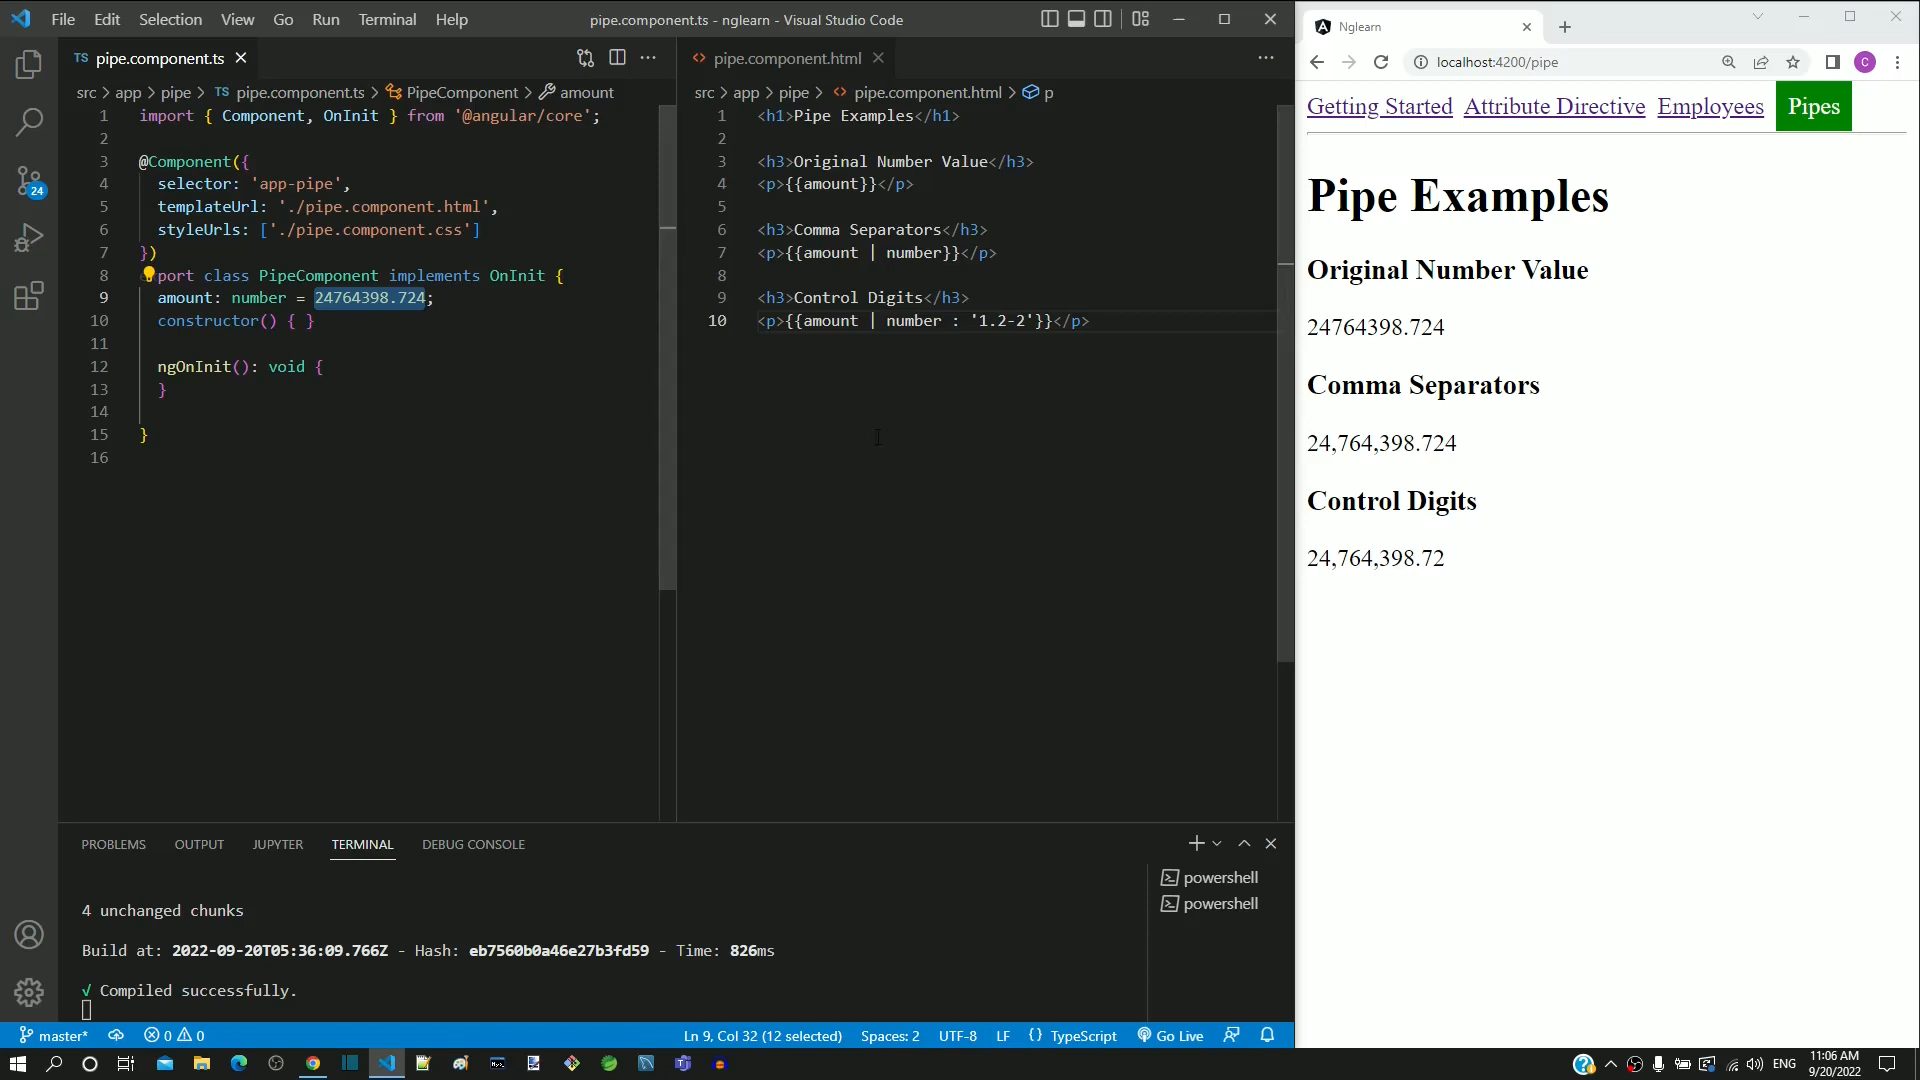 File Edit Selection View Go Run Terminal Help pipe.component.ts - nglearn - Visual Studio Code
TS pipe.component.ts
src > app > pipe > TS pipe.component.ts > PipeComponent > amount
1 import { Component, OnInit } from '@angular/core';
2
3 @Component({
4 selector: 'app-pipe',
5 templateUrl: './pipe.component.html',
6 styleUrls: ['./pipe.component.css']
7 })
8 port class PipeComponent implements OnInit {
9 amount: number = 24764398.724;
10 constructor() { }
11
12 ngOnInit(): void {
13 }
14
15 }
16
<> pipe.component.html
src > app > pipe > <> pipe.component.html > p
1 <h1>Pipe Examples</h1>
2
3 <h3>Original Number Value</h3>
4 <p>{{amount}}</p>
5
6 <h3>Comma Separators</h3>
7 <p>{{amount | number}}</p>
8
9 <h3>Control Digits</h3>
10 <p>{{amount | number : '1.2-2'}}</p>
PROBLEMS OUTPUT JUPYTER TERMINAL DEBUG CONSOLE
4 unchanged chunks
Build at: 2022-09-20T05:36:09.766Z - Hash: eb7560b0a46e27b3fd59 - Time: 826ms
√ Compiled successfully.
powershell
powershell
24
master* 0 0 Ln 9, Col 32 (12 selected) Spaces: 2 UTF-8 LF {} TypeScript Go Live
Nglearn
localhost:4200/pipe
C
Getting Started Attribute Directive Employees Pipes
Pipe Examples
Original Number Value
24764398.724
Comma Separators
24,764,398.724
Control Digits
24,764,398.72
ENG
11:06 AM
9/20/2022